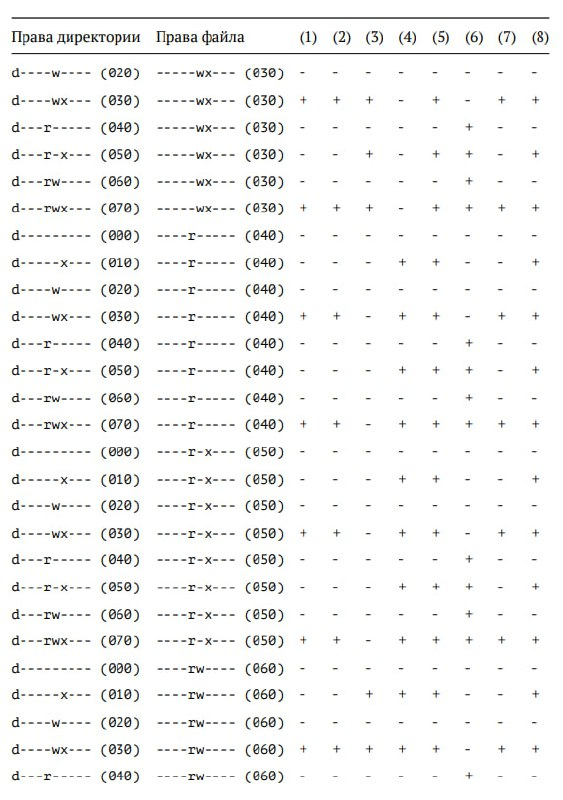 Права директории Права файла (1) (2) (3) (4) (5) (6) (7) (8)
d----w---- (020) -----wx--- (030) - - - - - - - -
d----wx--- (030) -----wx--- (030) + + + - + - + +
d---r----- (040) -----wx--- (030) - - - - - + - -
d---r-x--- (050) -----wx--- (030) - - + - + + - +
d---rw---- (060) -----wx--- (030) - - - - - + - -
d---rwx--- (070) -----wx--- (030) + + + - + + + +
d--------- (000) ----r----- (040) - - - - - - - -
d-----x--- (010) ----r----- (040) - - - + + - - +
d----w---- (020) ----r----- (040) - - - - - - - -
d----wx--- (030) ----r----- (040) + + - + + - + +
d---r----- (040) ----r----- (040) - - - - - + - -
d---r-x--- (050) ----r----- (040) - - - + + + - +
d---rw---- (060) ----r----- (040) - - - - - + - -
d---rwx--- (070) ----r----- (040) + + - + + + + +
d--------- (000) ----r-x--- (050) - - - - - - - -
d-----x--- (010) ----r-x--- (050) - - - + + - - +
d----w---- (020) ----r-x--- (050) - - - - - - - -
d----wx--- (030) ----r-x--- (050) + + - + + - + +
d---r----- (040) ----r-x--- (050) - - - - - + - -
d---r-x--- (050) ----r-x--- (050) - - - + + + - +
d---rw---- (060) ----r-x--- (050) - - - - - + - -
d---rwx--- (070) ----r-x--- (050) + + - + + + + +
d--------- (000) ----rw---- (060) - - - - - - - -
d-----x--- (010) ----rw---- (060) - - + + + - - +
d----w---- (020) ----rw---- (060) - - - - - - - -
d----wx--- (030) ----rw---- (060) + + + + + - + +
d---r----- (040) ----rw---- (060) - - - - - + - -